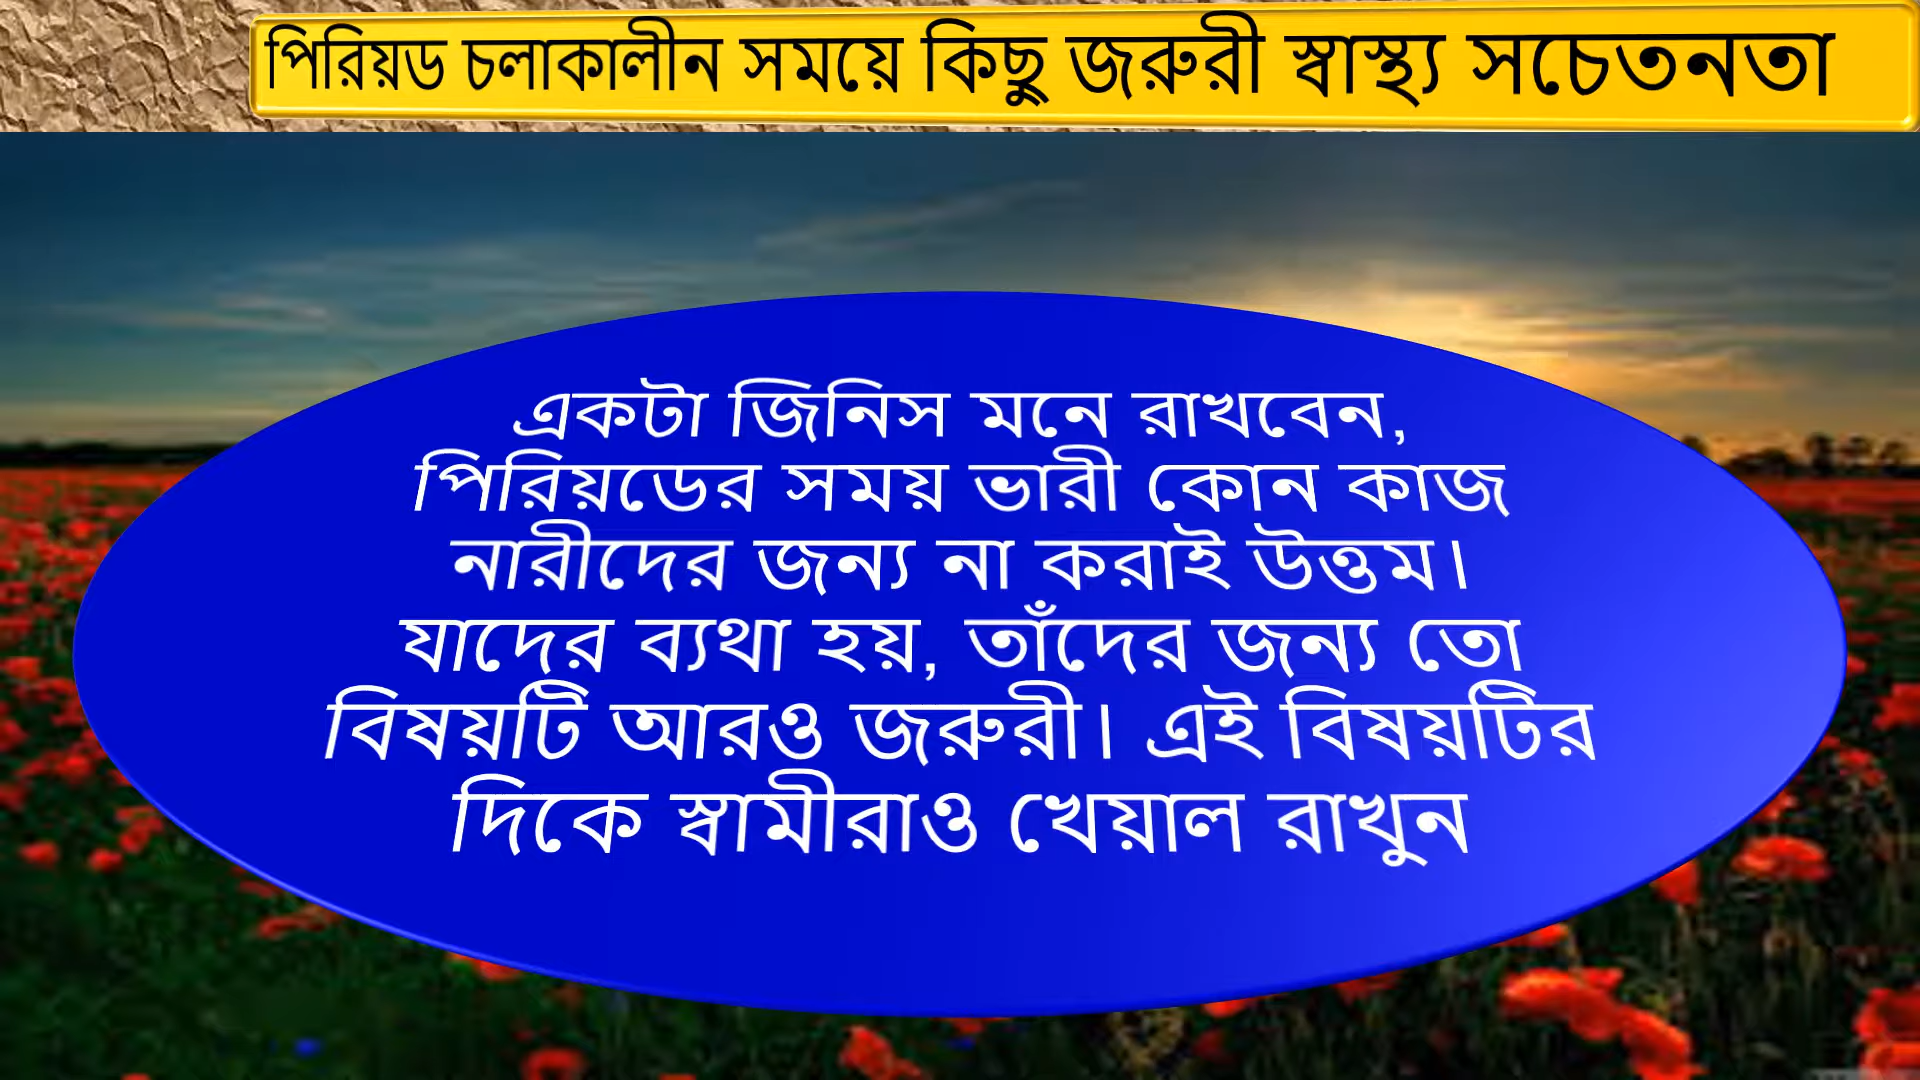 পিরিয়ড চলাকালীন সময়ে কিছু জরুরী স্বাস্থ্য সচেতনতা
একটা জিনিস মনে রাখবেন,
পিরিয়ডের সময় ভারী কোন কাজ
নারীদের জন্য না করাই উত্তম।
যাদের ব্যথা হয়, তাঁদের জন্য তো
বিষয়টি আরও জরুরী। এই বিষয়টির
দিকে স্বামীরাও খেয়াল রাখুন